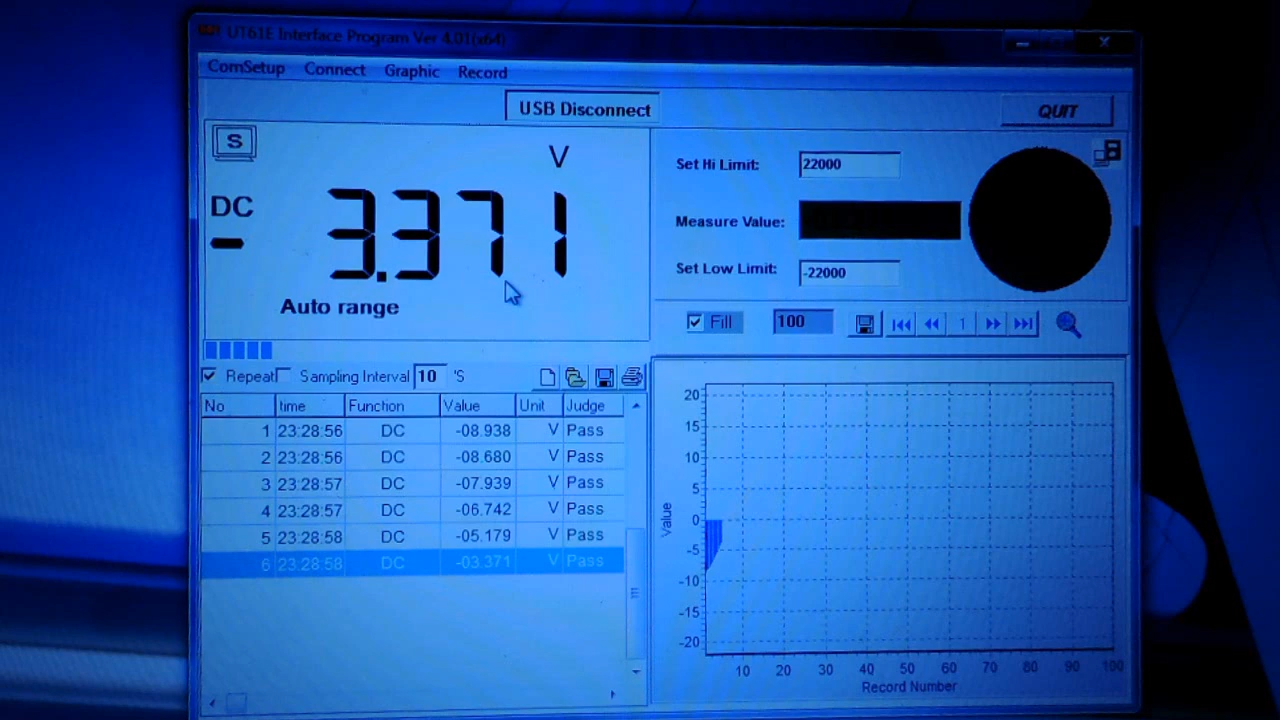 UT61E Interface Program Ver 4.01(x64)
ComSetup Connect Graphic Record
USB Disconnect
QUIT
S
V
DC
- 3.371
Auto range
Set Hi Limit: 22000
Measure Value:
Set Low Limit: -22000
Fill 100 1
Repeat Sampling Interval 10 'S
No time Function Value Unit Judge
1 23:28:56 DC -08.938 V Pass
2 23:28:56 DC -08.680 V Pass
3 23:28:57 DC -07.939 V Pass
4 23:28:57 DC -06.742 V Pass
5 23:28:58 DC -05.179 V Pass
6 23:28:58 DC -03.371 V Pass
Value
20
15
10
5
0
-5
-10
-15
-20
10 20 30 40 50 60 70 80 90 100
Record Number